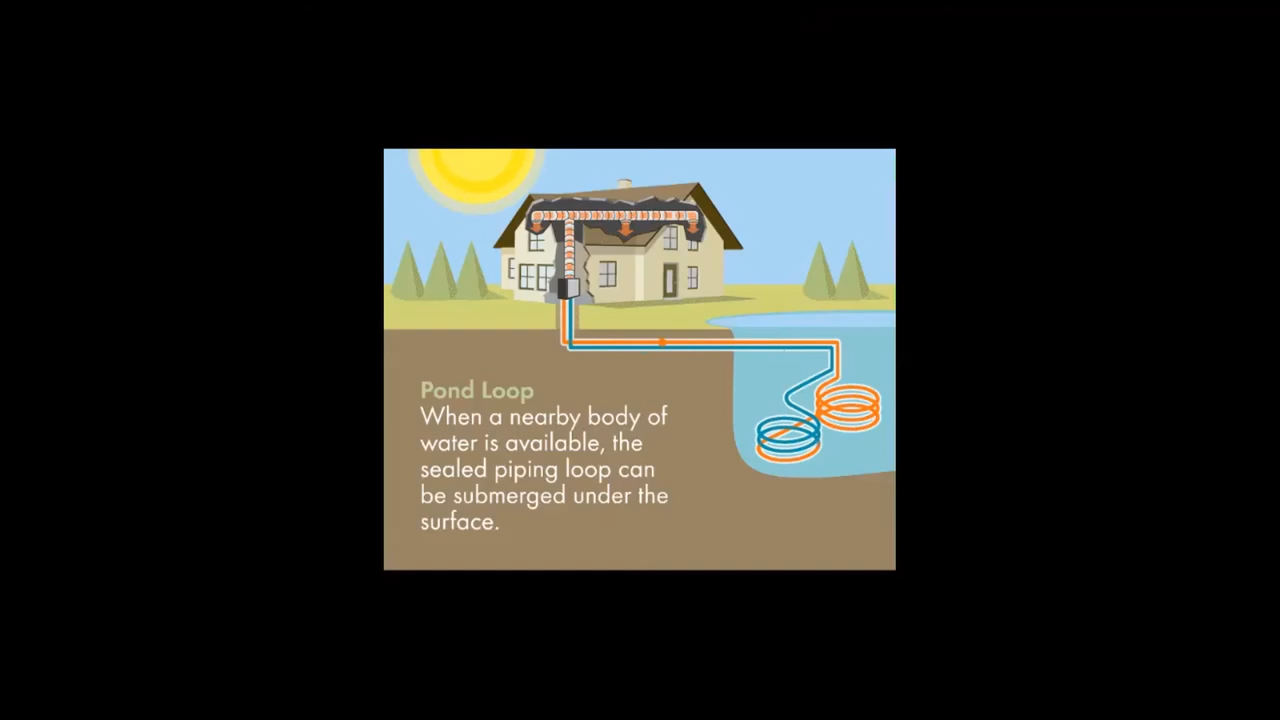 Pond Loop
When a nearby body of
water is available, the
sealed piping loop can
be submerged under the
surface.